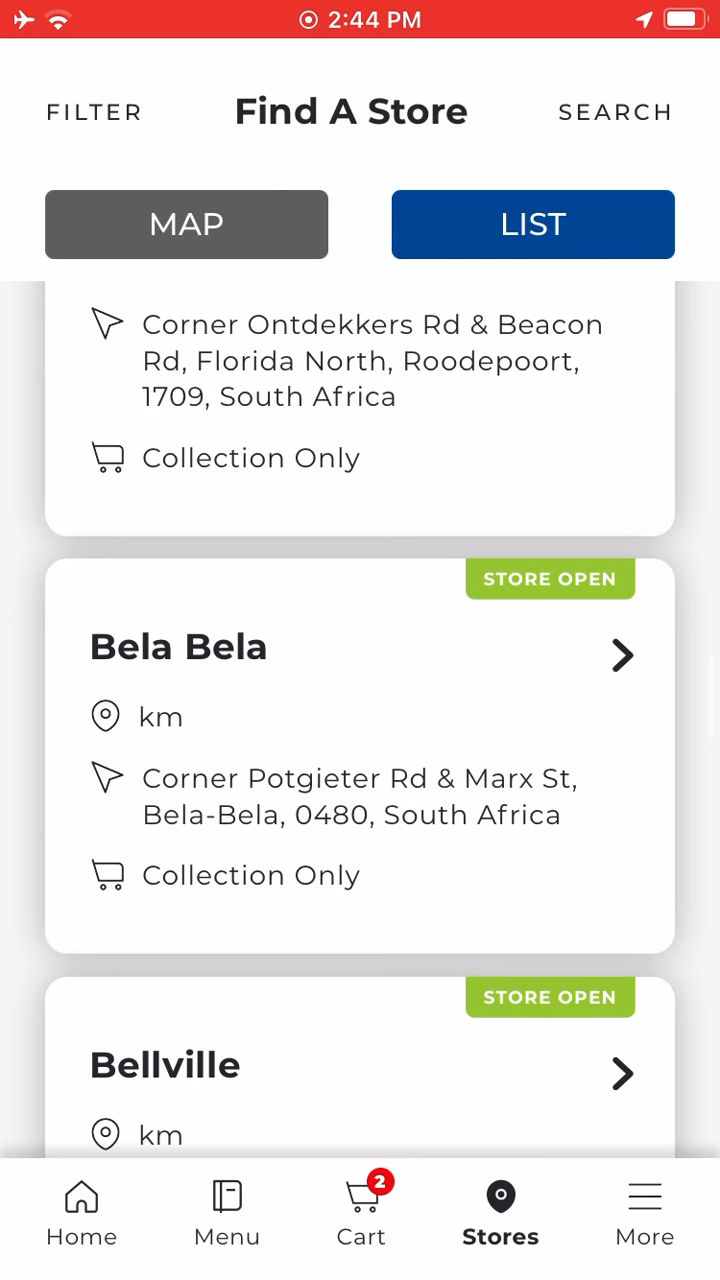 2:44 PM
FILTER
Find A Store
SEARCH
MAP
LIST
Corner Ontdekkers Rd & Beacon
Rd, Florida North, Roodepoort,
1709, South Africa
Collection Only
STORE OPEN
Bela Bela
km
Corner Potgieter Rd & Marx St,
Bela-Bela, 0480, South Africa
Collection Only
STORE OPEN
Bellville
km
2
Home
Menu
Cart
Stores
More